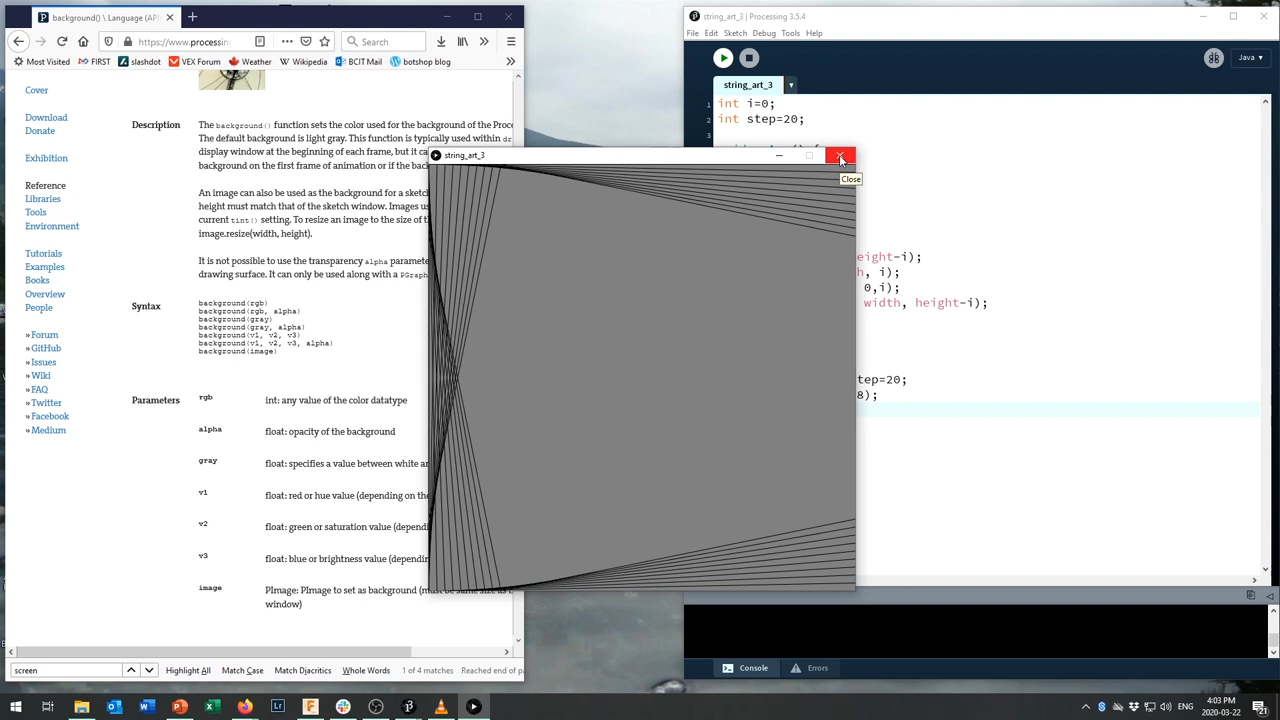 background() \ Language (API
https://www.processin
Search
Most Visited
FIRST
slashdot
VEX Forum
Weather
Wikipedia
BCIT Mail
botshop blog
Cover
Download
Donate
Exhibition
Reference
Libraries
Tools
Environment
Tutorials
Examples
Books
Overview
People
» Forum
» GitHub
» Issues
» Wiki
» FAQ
» Twitter
» Facebook
» Medium
Description
The background() function sets the color used for the background of the Proce
The default background is light gray. This function is typically used within dr
display window at the beginning of each frame, but it ca
background on the first frame of animation or if the back
An image can also be used as the background for a sketch
height must match that of the sketch window. Images us
current tint() setting. To resize an image to the size of t
image.resize(width, height).
It is not possible to use the transparency alpha paramete
drawing surface. It can only be used along with a PGraph
Syntax
background(rgb)
background(rgb, alpha)
background(gray)
background(gray, alpha)
background(v1, v2, v3)
background(v1, v2, v3, alpha)
background(image)
Parameters
rgb
int: any value of the color datatype
alpha
float: opacity of the background
gray
float: specifies a value between white an
v1
float: red or hue value (depending on the
v2
float: green or saturation value (depend
v3
float: blue or brightness value (dependin
image
PImage: PImage to set as background (must be same size as t
window)
screen
Highlight All
Match Case
Match Diacritics
Whole Words
1 of 4 matches
Reached end of p
string_art_3
Close
string_art_3 | Processing 3.5.4
File Edit Sketch Debug Tools Help
Java ▾
string_art_3
1 int i=0;
2 int step=20;
3
eight-i);
h, i);
0,i);
width, height-i);
tep=20;
8);
Console
Errors
ENG
4:03 PM
2020-03-22
21